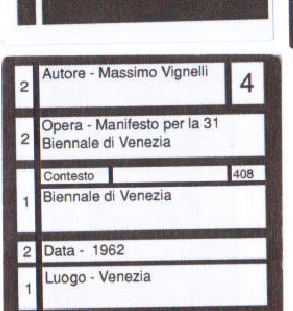 2 Autore - Massimo Vignelli 4
2 Opera - Manifesto per la 31
Biennale di Venezia
Contesto 408
1 Biennale di Venezia
2 Data - 1962
1 Luogo - Venezia